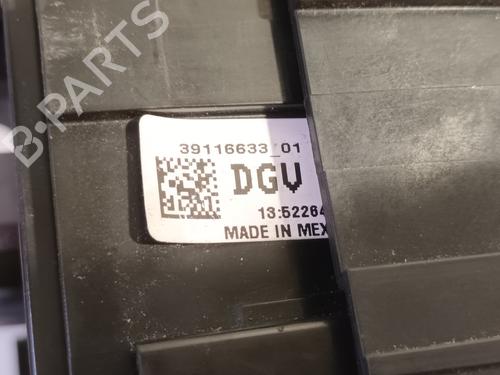 B-PARTS
39116633_01
DGV
13:52264
MADE IN MEX